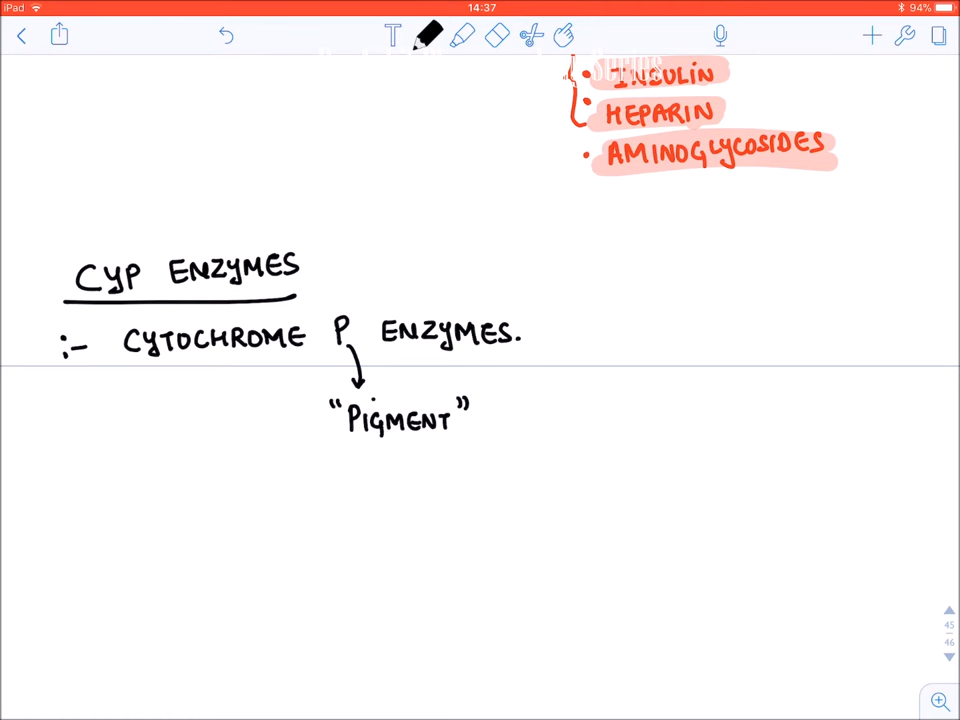 iPad 14:37 94%
• INSULIN
• HEPARIN
• AMINOGLYCOSIDES
CYP ENZYMES
:- CYTOCHROME P ENZYMES.
"PIGMENT"
45
46